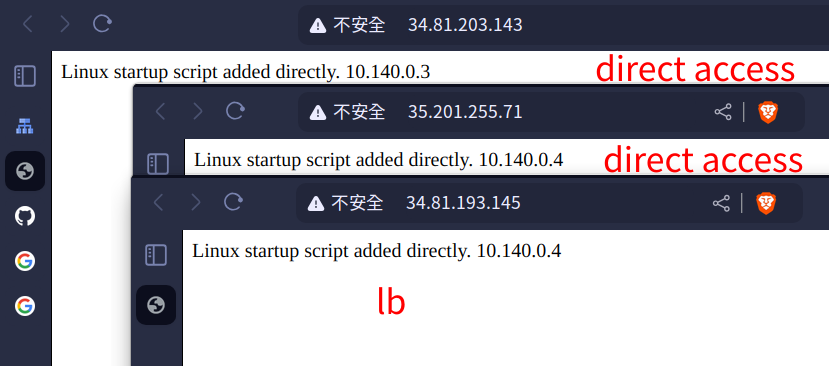 不安全 34.81.203.143
Linux startup script added directly. 10.140.0.3
direct access
不安全 35.201.255.71
Linux startup script added directly. 10.140.0.4
direct access
不安全 34.81.193.145
Linux startup script added directly. 10.140.0.4
lb